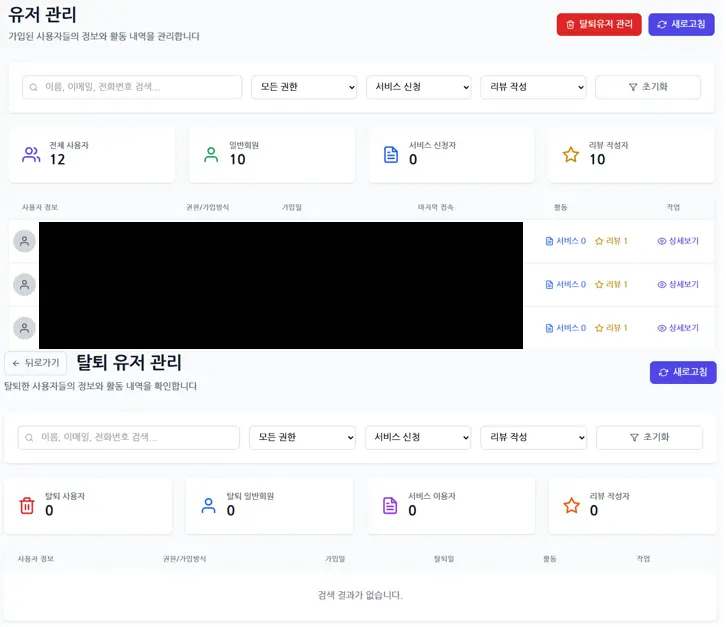 유저 관리
가입된 사용자들의 정보와 활동 내역을 관리합니다
탈퇴유저 관리
새로고침
이름, 이메일, 전화번호 검색...
모든 권한
서비스 신청
리뷰 작성
초기화
전체 사용자
12
일반회원
10
서비스 신청자
0
리뷰 작성자
10
사용자 정보 권한/가입방식 가입일 마지막 접속 활동 작업
서비스 0 리뷰 1 상세보기
서비스 0 리뷰 1 상세보기
서비스 0 리뷰 1 상세보기
← 뒤로가기
탈퇴 유저 관리
탈퇴한 사용자들의 정보와 활동 내역을 확인합니다
새로고침
이름, 이메일, 전화번호 검색...
모든 권한
서비스 신청
리뷰 작성
초기화
탈퇴 사용자
0
탈퇴 일반회원
0
서비스 이용자
0
리뷰 작성자
0
사용자 정보 권한/가입방식 가입일 탈퇴일 활동 작업
검색 결과가 없습니다.